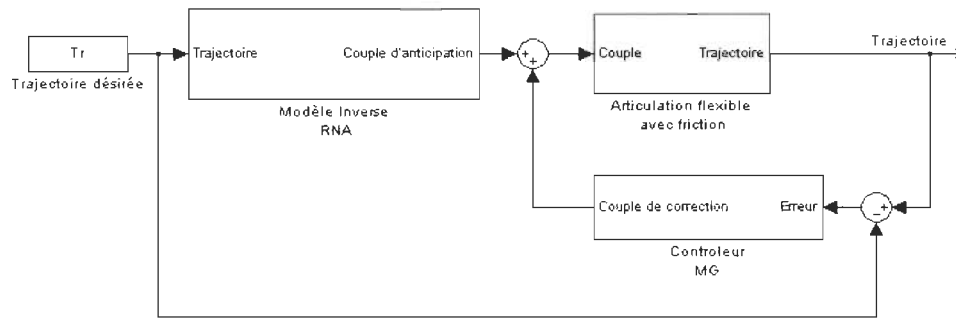 Tr
Trajectoire désirée
Trajectoire
Couple d'anticipation
Modèle Inverse
RNA
+
+
Couple
Trajectoire
Articulation flexible
avec friction
Trajectoire
Couple de correction
Erreur
Controleur
MG
+
−